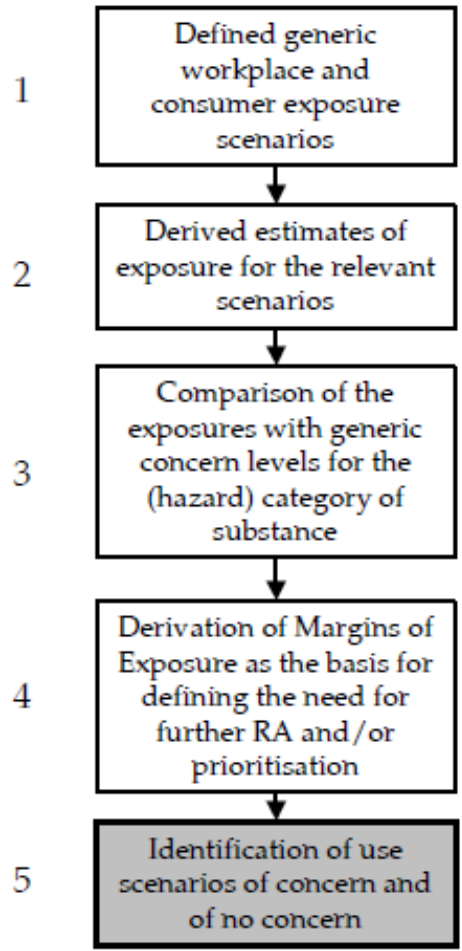 1
Defined generic
workplace and
consumer exposure
scenarios
2
Derived estimates of
exposure for the relevant
scenarios
3
Comparison of the
exposures with generic
concern levels for the
(hazard) category of
substance
4
Derivation of Margins of
Exposure as the basis for
defining the need for
further RA and/or
prioritisation
5
Identification of use
scenarios of concern and
of no concern